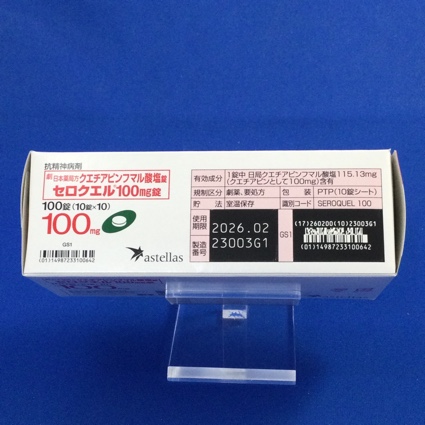 抗精神病剤
劇 日本薬局方 クエチアピンフマル酸塩錠
セロクエル®100mg錠
100錠(10錠×10)
100mg
GS1
(01)14987233100642
astellas
有効成分 1錠中 日局クエチアピンフマル酸塩115.13mg
(クエチアピンとして100mg)含有
規制区分 劇薬、要処方 包装 PTP(10錠シート)
貯法 室温保存 識別コード SEROQUEL 100
使用期限 2026.02
製造番号 2300361
GS1
(17)260200(10)2300361
(01)14987233100642